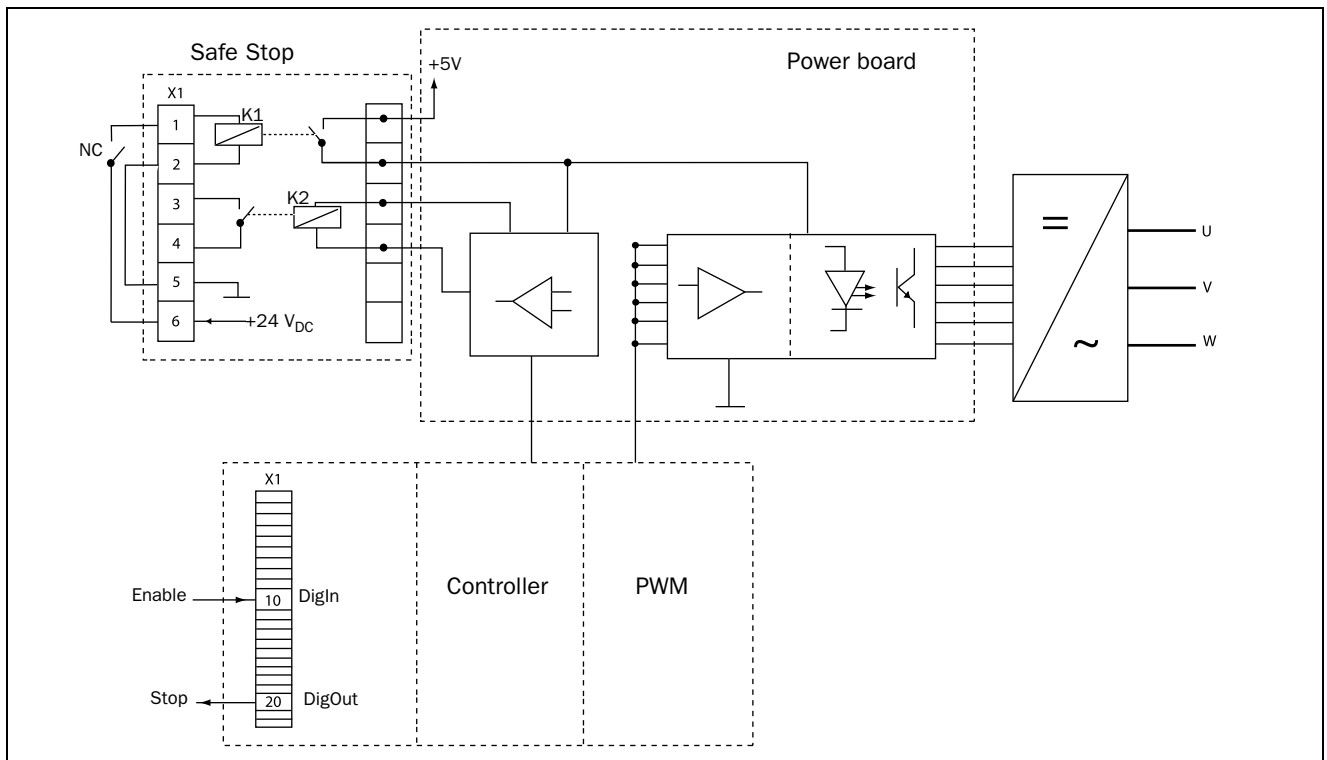 Safe Stop
Power board
+5V
X1
1
K1
NC
2
3
K2
4
5
6
+24 VDC
=
~
U
V
W
X1
Enable
10
DigIn
Controller
PWM
Stop
20
DigOut